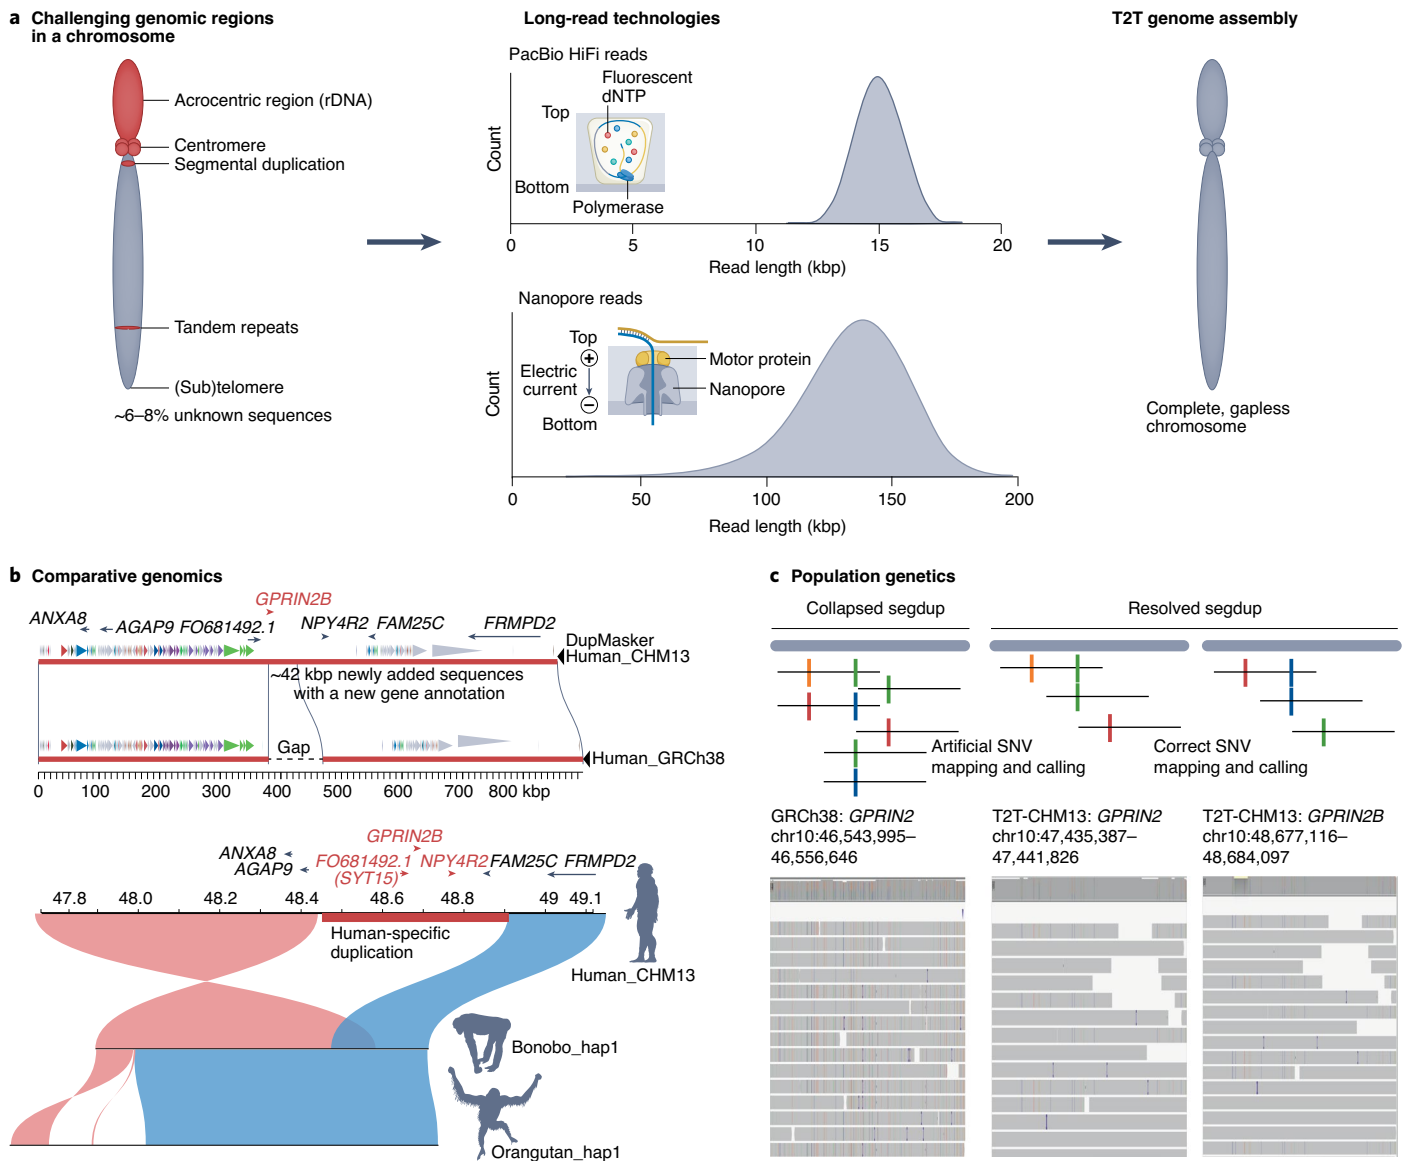 a Challenging genomic regions
in a chromosome
Acrocentric region (rDNA)
Centromere
Segmental duplication
Tandem repeats
(Sub)telomere
~6–8% unknown sequences
Long-read technologies
PacBio HiFi reads
Fluorescent
dNTP
Top
Bottom
Polymerase
Count
0 5 10 15 20
Read length (kbp)
Nanopore reads
Top
+
Electric
current
−
Bottom
Motor protein
Nanopore
Count
0 50 100 150 200
Read length (kbp)
T2T genome assembly
Complete, gapless
chromosome
b Comparative genomics
GPRIN2B
ANXA8 AGAP9 FO681492.1 NPY4R2 FAM25C FRMPD2
DupMasker
Human_CHM13
~42 kbp newly added sequences
with a new gene annotation
Gap
Human_GRCh38
0 100 200 300 400 500 600 700 800 kbp
GPRIN2B
ANXA8 FO681492.1 NPY4R2 FAM25C FRMPD2
AGAP9 (SYT15)
47.8 48.0 48.2 48.4 48.6 48.8 49 49.1
Human-specific
duplication
Human_CHM13
Bonobo_hap1
Orangutan_hap1
c Population genetics
Collapsed segdup
Resolved segdup
Artificial SNV
mapping and calling
Correct SNV
mapping and calling
GRCh38: GPRIN2
chr10:46,543,995–
46,556,646
T2T-CHM13: GPRIN2
chr10:47,435,387–
47,441,826
T2T-CHM13: GPRIN2B
chr10:48,677,116–
48,684,097